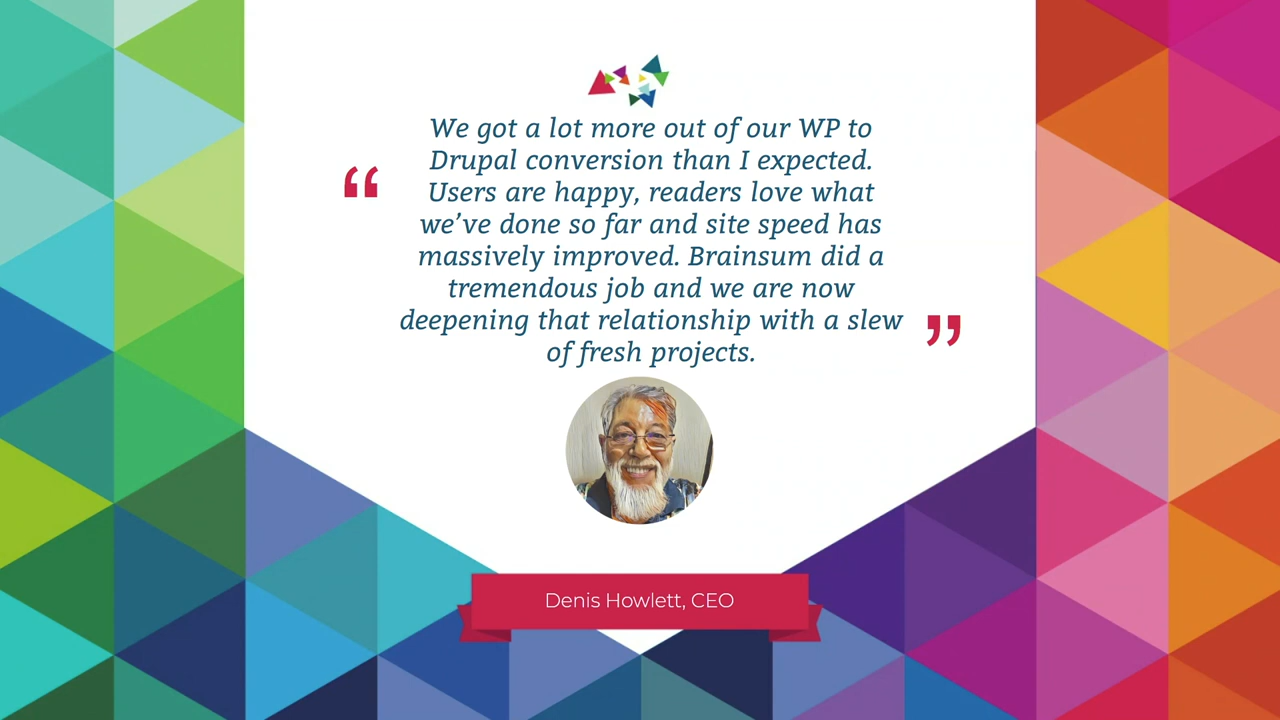 We got a lot more out of our WP to
Drupal conversion than I expected.
“ Users are happy, readers love what
we’ve done so far and site speed has
massively improved. Brainsum did a
tremendous job and we are now
deepening that relationship with a slew ”
of fresh projects.
Denis Howlett, CEO